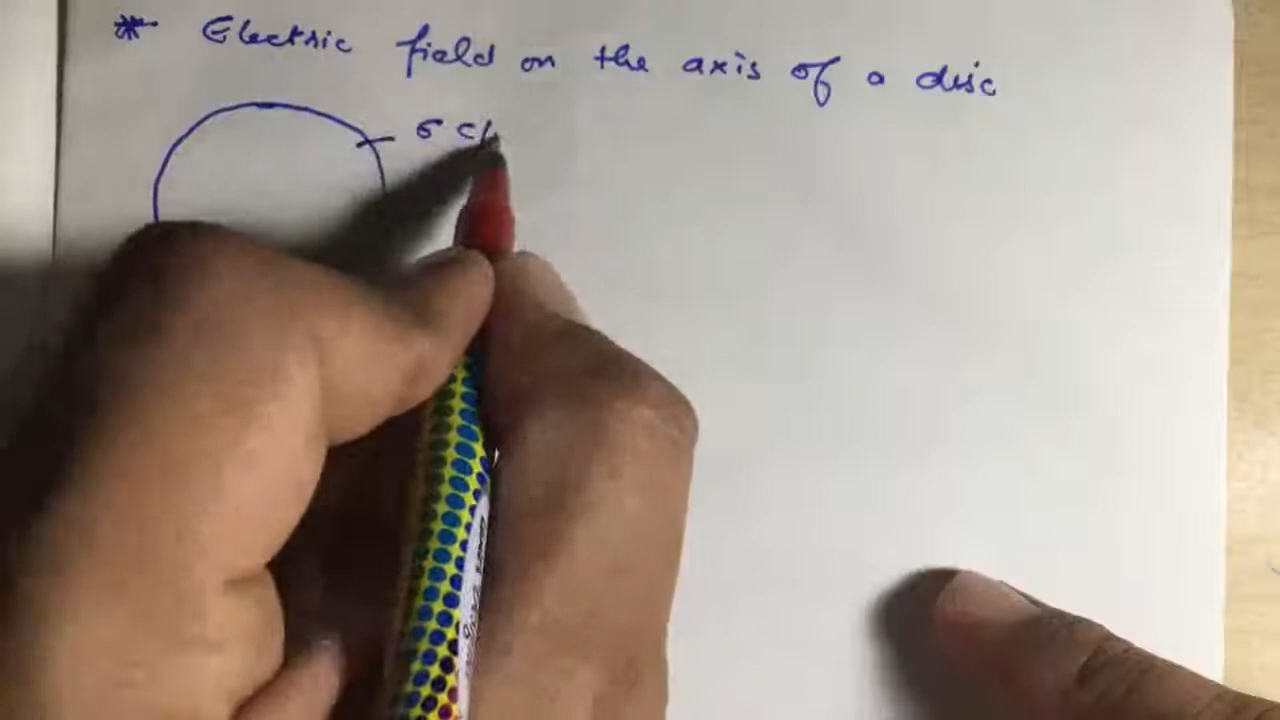 * Electric field on the axis of a disc
σ C/